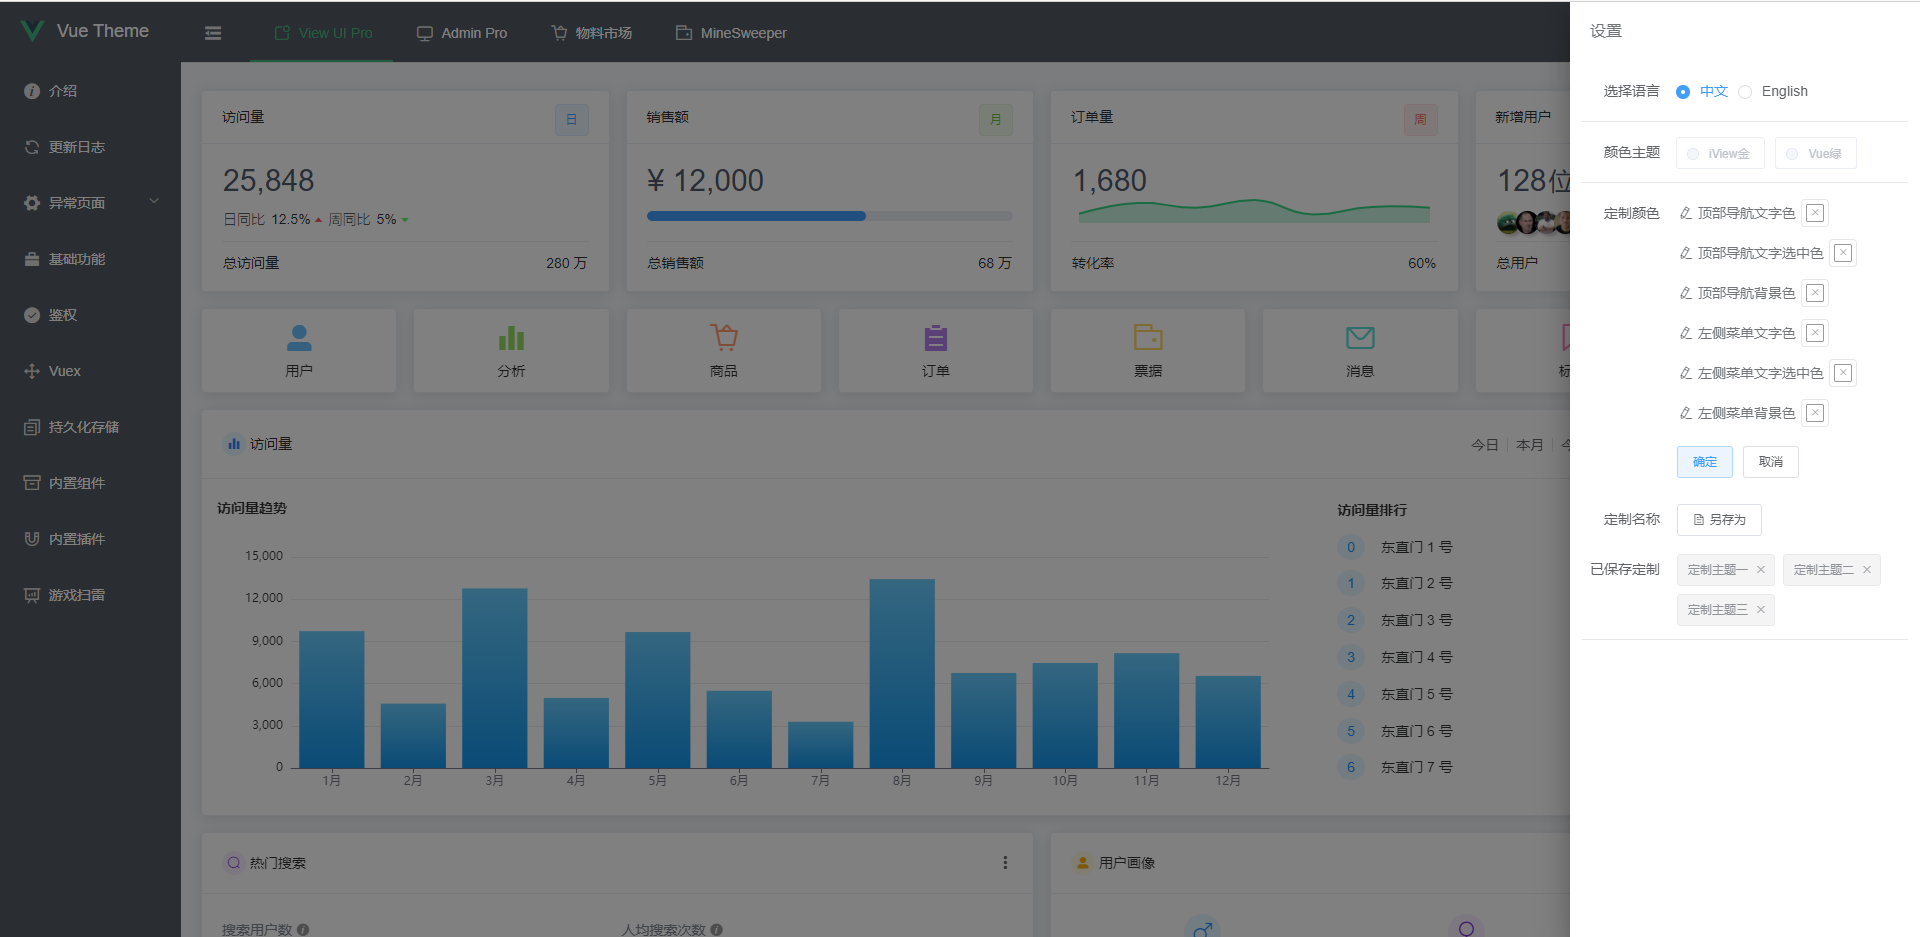 Vue Theme
View UI Pro
Admin Pro
物料市场
MineSweeper
介绍
更新日志
异常页面
基础功能
鉴权
Vuex
持久化存储
内置组件
内置插件
游戏扫雷
访问量
日
25,848
日同比 12.5% 周同比 5%
总访问量 280 万
销售额
月
¥ 12,000
总销售额 68 万
订单量
周
1,680
转化率 60%
新增用户
128位
总用户
用户
分析
商品
订单
票据
消息
访问量
今日 本月
访问量趋势
15,000
12,000
9,000
6,000
3,000
0
1月 2月 3月 4月 5月 6月 7月 8月 9月 10月 11月 12月
访问量排行
0 东直门 1 号
1 东直门 2 号
2 东直门 3 号
3 东直门 4 号
4 东直门 5 号
5 东直门 6 号
6 东直门 7 号
热门搜索
搜索用户数
人均搜索次数
用户画像
设置
选择语言 中文 English
颜色主题 iView金 Vue绿
定制颜色 顶部导航文字色
顶部导航文字选中色
顶部导航背景色
左侧菜单文字色
左侧菜单文字选中色
左侧菜单背景色
确定 取消
定制名称 另存为
已保存定制 定制主题一 定制主题二
定制主题三